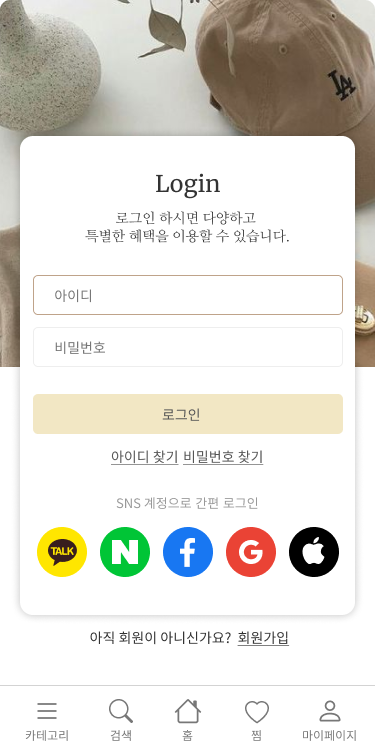 LA
Login
로그인 하시면 다양하고
특별한 혜택을 이용할 수 있습니다.
아이디
비밀번호
로그인
아이디 찾기 비밀번호 찾기
SNS 계정으로 간편 로그인
TALK N f G
아직 회원이 아니신가요? 회원가입
카테고리 검색 홈 찜 마이페이지